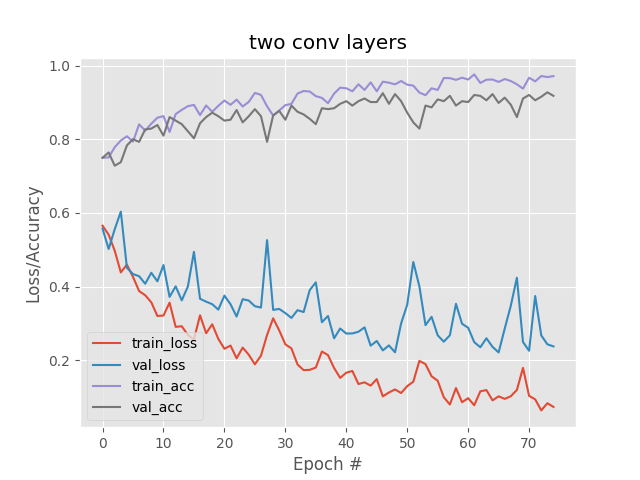 two conv layers
Loss/Accuracy
1.0
0.8
0.6
0.4
0.2
train_loss
val_loss
train_acc
val_acc
0 10 20 30 40 50 60 70
Epoch #